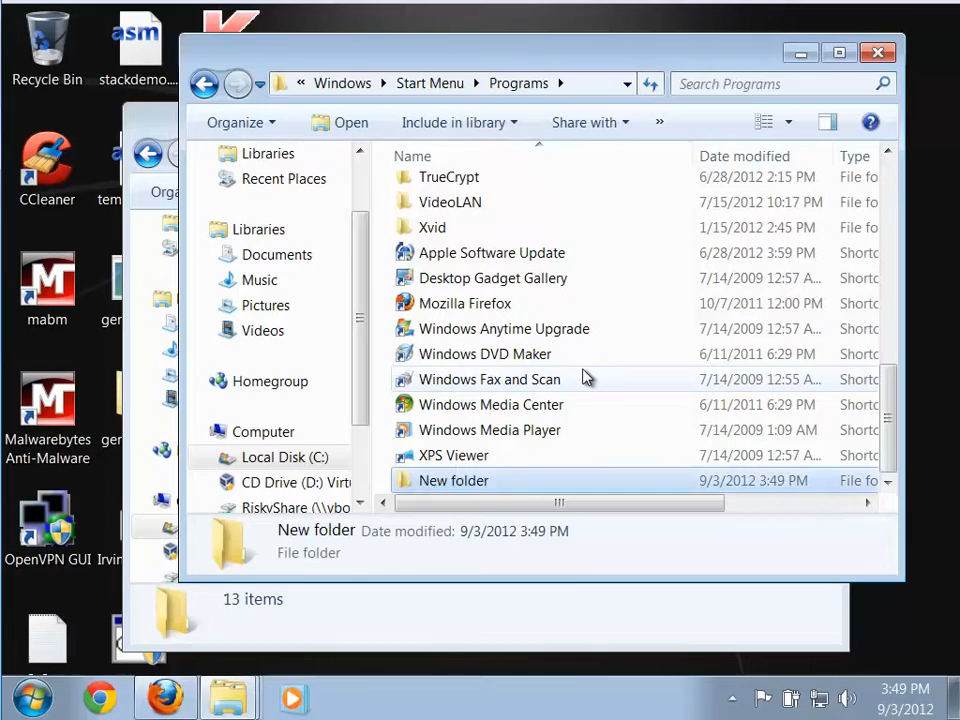 Recycle Bin
asm
stackdemo....
CCleaner
mabm
Malwarebytes
Anti-Malware
OpenVPN GUI
« Windows Start Menu Programs
Search Programs
Organize Open Include in library Share with »
Libraries
Recent Places
Libraries
Documents
Music
Pictures
Videos
Homegroup
Computer
Local Disk (C:)
CD Drive (D:) Virtu
RiskyShare (\\vbo
Name Date modified Type
TrueCrypt 6/28/2012 2:15 PM File fo
VideoLAN 7/15/2012 10:17 PM File fo
Xvid 1/15/2012 2:45 PM File fo
Apple Software Update 6/28/2012 3:59 PM Shortc
Desktop Gadget Gallery 7/14/2009 12:57 A... Shortc
Mozilla Firefox 10/7/2011 12:00 PM Shortc
Windows Anytime Upgrade 7/14/2009 12:57 A... Shortc
Windows DVD Maker 6/11/2011 6:29 PM Shortc
Windows Fax and Scan 7/14/2009 12:55 A... Shortc
Windows Media Center 6/11/2011 6:29 PM Shortc
Windows Media Player 7/14/2009 1:09 AM Shortc
XPS Viewer 7/14/2009 12:57 A... Shortc
New folder 9/3/2012 3:49 PM File fo
New folder Date modified: 9/3/2012 3:49 PM
File folder
Orga
tem
ger
ger
Irvin
13 items
3:49 PM
9/3/2012